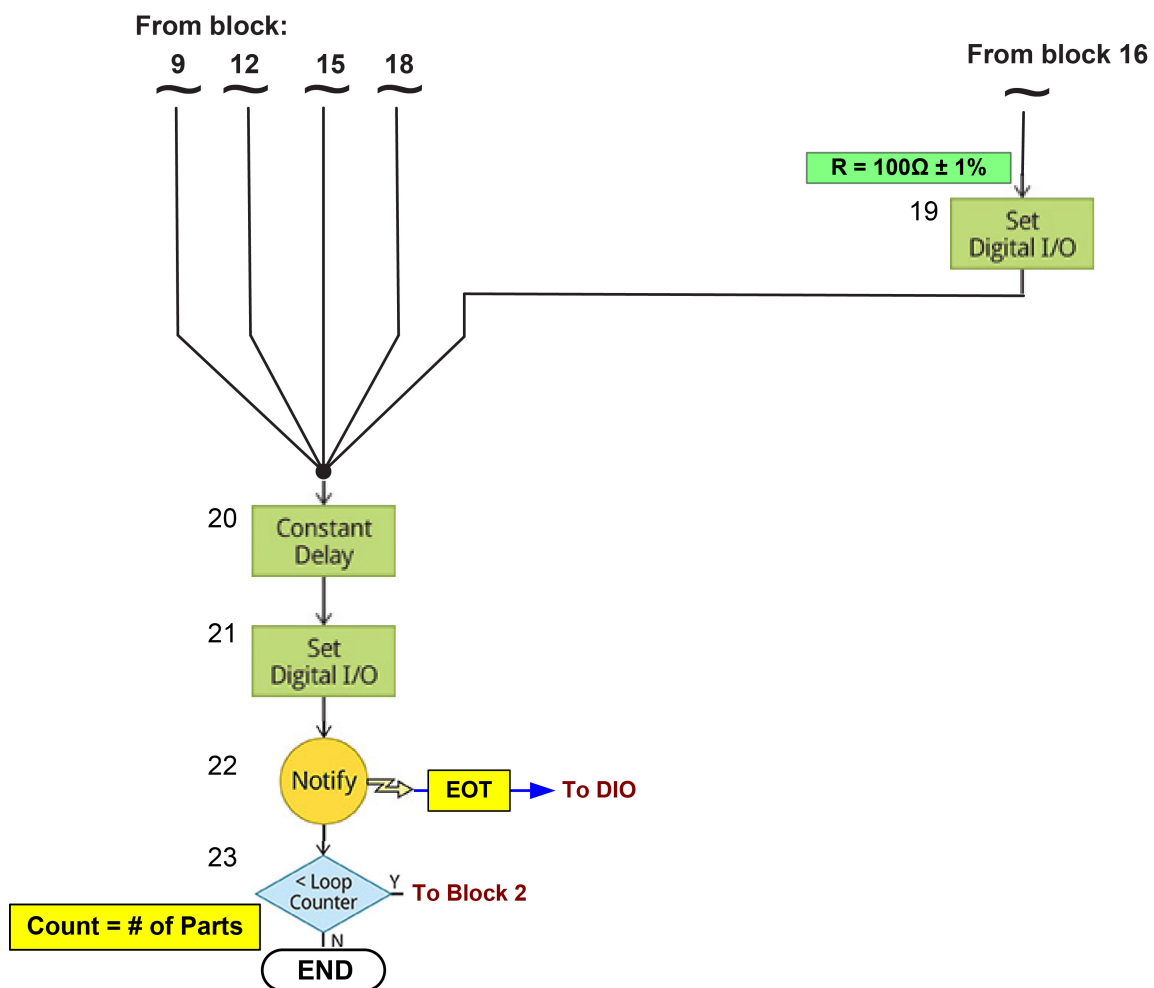 From block:
9 12 15 18
From block 16
R = 100Ω ± 1%
19
Set
Digital I/O
20
Constant
Delay
21
Set
Digital I/O
22
Notify
EOT
To DIO
23
< Loop
Counter
Y
To Block 2
Count = # of Parts
N
END